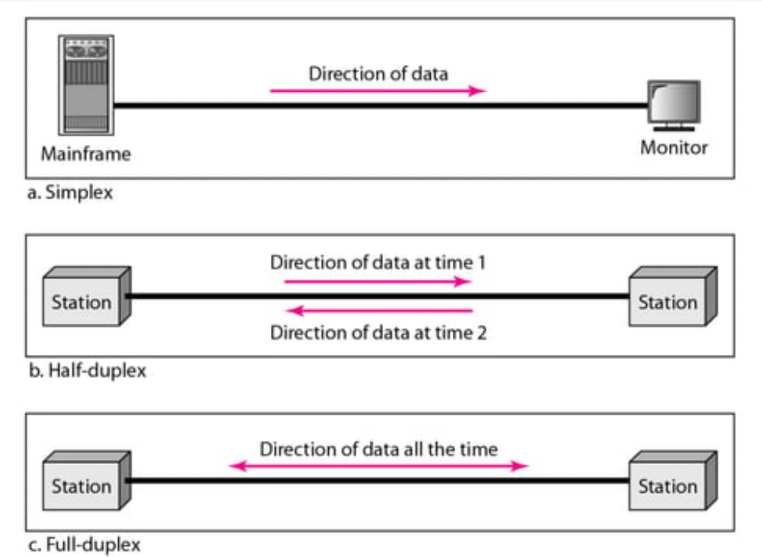 Direction of data
Mainframe
Monitor
a. Simplex
Direction of data at time 1
Station
Station
Direction of data at time 2
b. Half-duplex
Direction of data all the time
Station
Station
c. Full-duplex